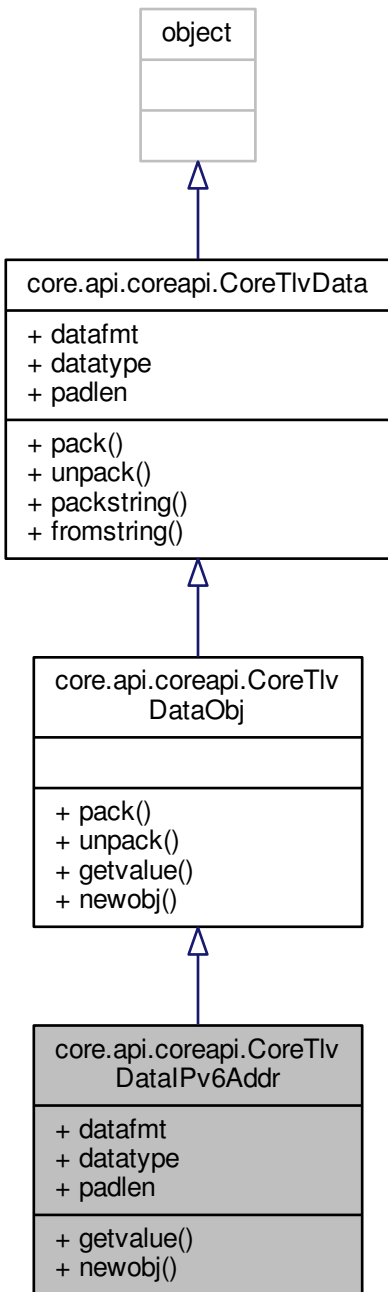 object
core.api.coreapi.CoreTlvData
+ datafmt
+ datatype
+ padlen
+ pack()
+ unpack()
+ packstring()
+ fromstring()
core.api.coreapi.CoreTlv
DataObj
+ pack()
+ unpack()
+ getvalue()
+ newobj()
core.api.coreapi.CoreTlv
DataIPv6Addr
+ datafmt
+ datatype
+ padlen
+ getvalue()
+ newobj()